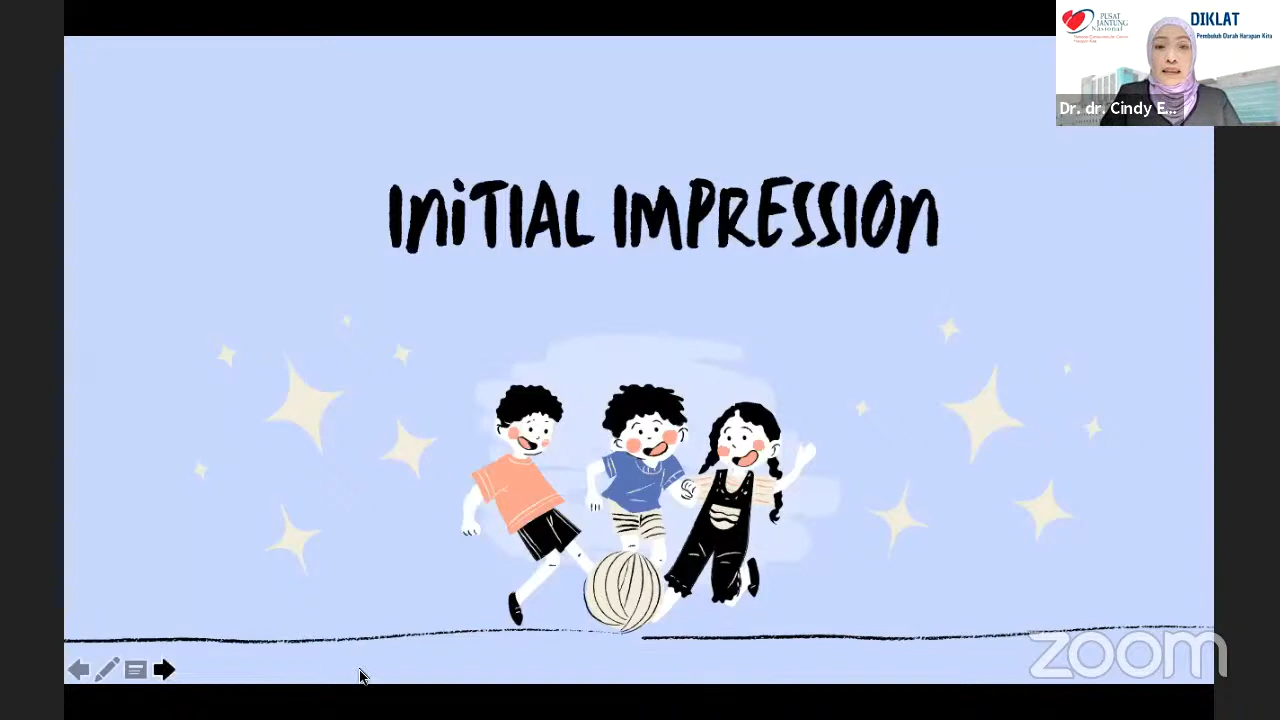 INITIAL IMPRESSION
PUSAT
JANTUNG
Nasional
DIKLAT
Pembuluh Darah Harapan Kita
Dr. dr. Cindy E...
zoom